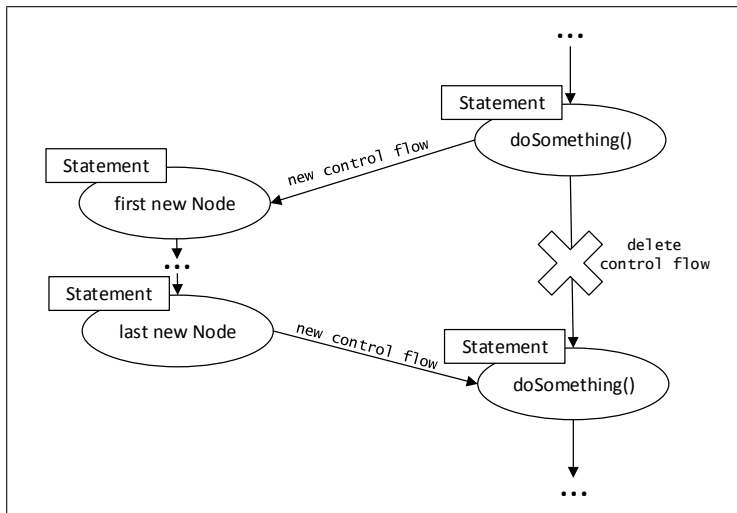 ...
Statement
doSomething()
new control flow
Statement
first new Node
...
Statement
last new Node
delete
control flow
new control flow
Statement
doSomething()
...